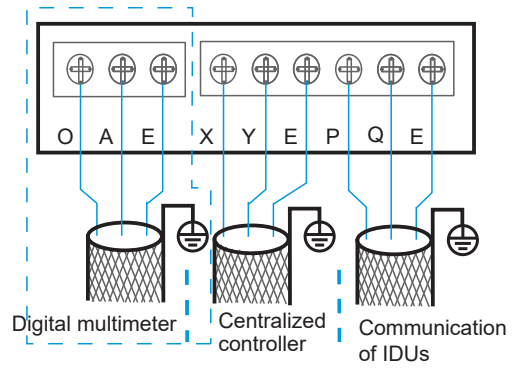 O A E X Y E P Q E
Digital multimeter
Centralized
controller
Communication
of IDUs